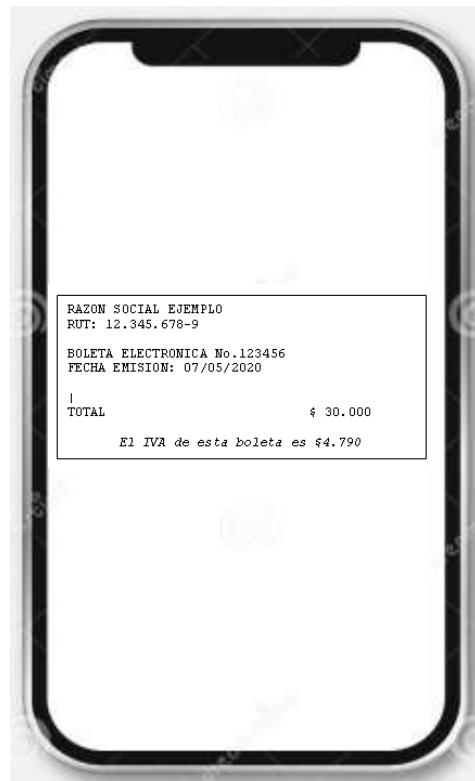 RAZON SOCIAL EJEMPLO
RUT: 12.345.678-9
BOLETA ELECTRONICA No.123456
FECHA EMISION: 07/05/2020
|
TOTAL $ 30.000
El IVA de esta boleta es $4.790